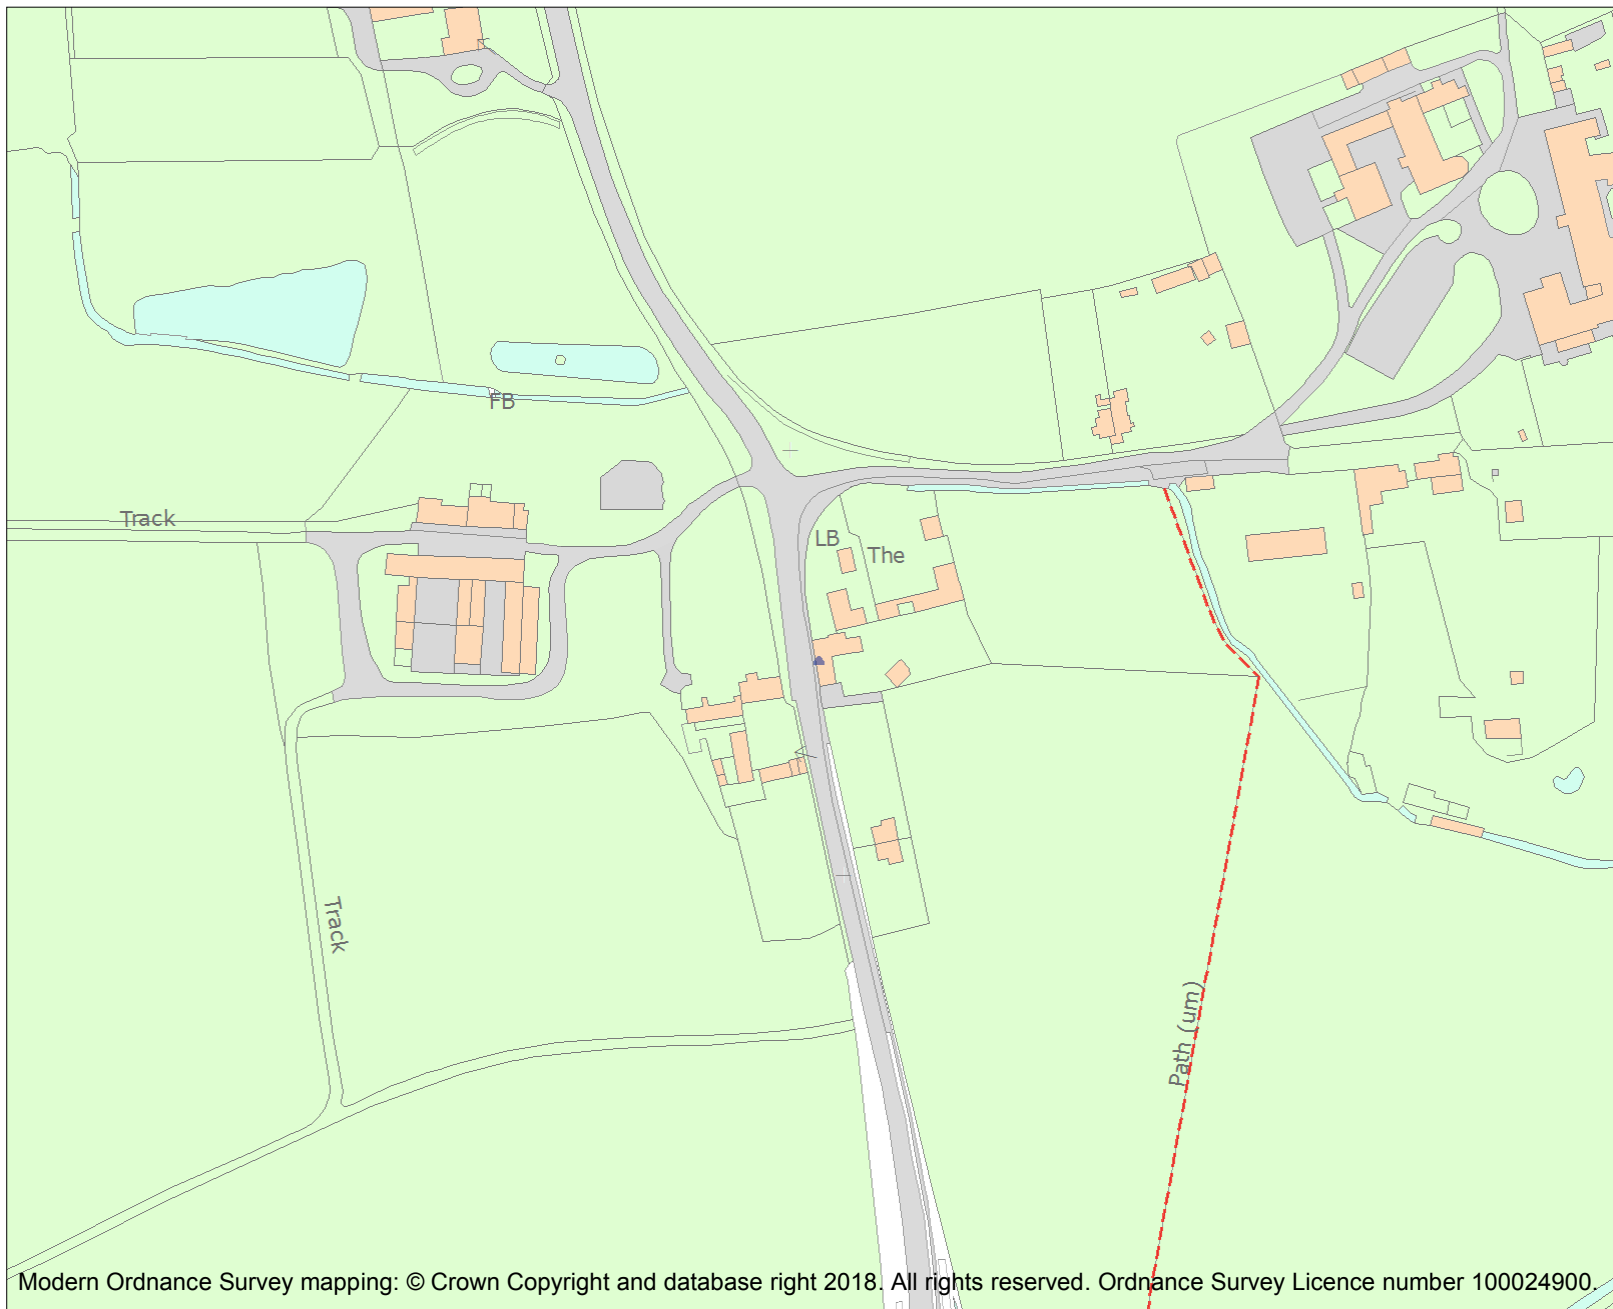 FB
Track
LB
The
Track
Path (um)
Modern Ordnance Survey mapping: © Crown Copyright and database right 2018. All rights reserved. Ordnance Survey Licence number 100024900.